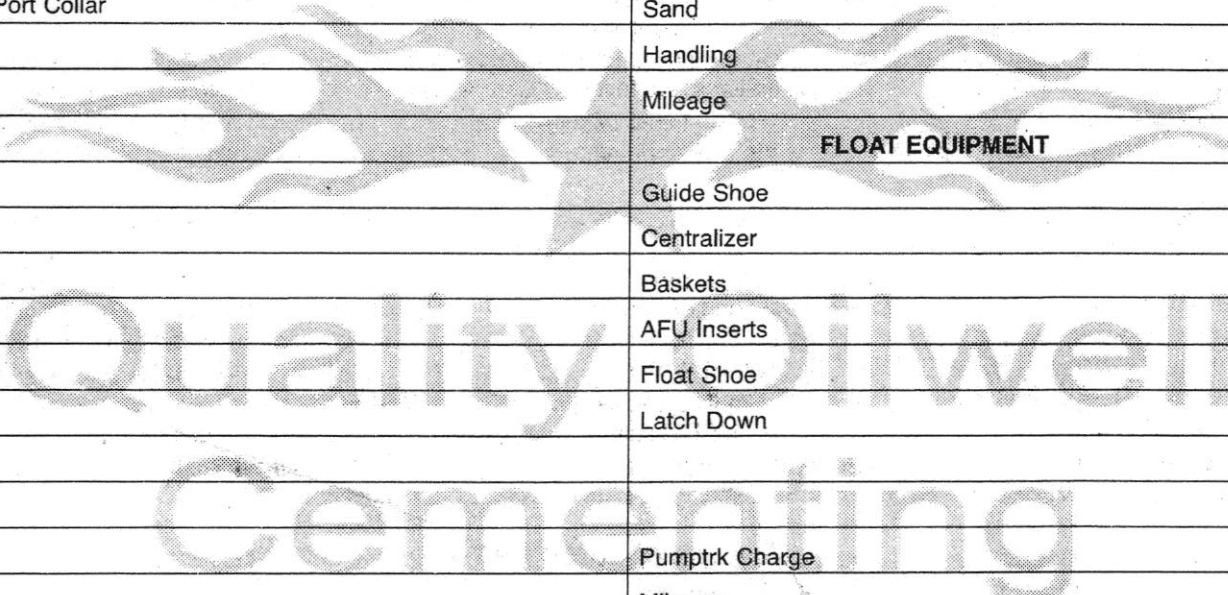 Port Collar
Sand
Handling
Mileage
FLOAT EQUIPMENT
Guide Shoe
Centralizer
Baskets
AFU Inserts
Float Shoe
Latch Down
Pumptrk Charge
Quality Oilwell
Cementing